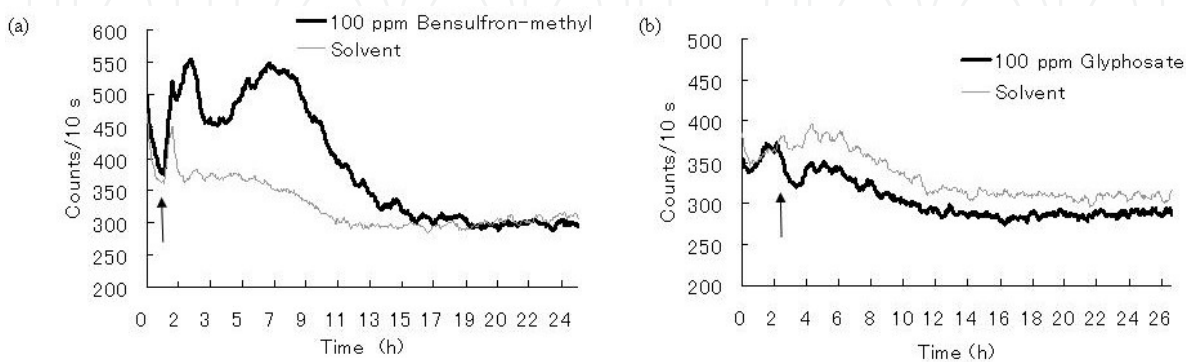 (a)
100 ppm Bensulfron-methyl
Solvent
600
550
500
450
400
350
300
250
200
Counts/10 s
0 2 3 5 7 9 11 13 15 17 19 22 24
Time (h)
(b)
100 ppm Glyphosate
Solvent
500
450
400
350
300
250
200
Counts/10 s
0 2 4 6 8 10 12 14 16 18 20 22 24 26
Time (h)